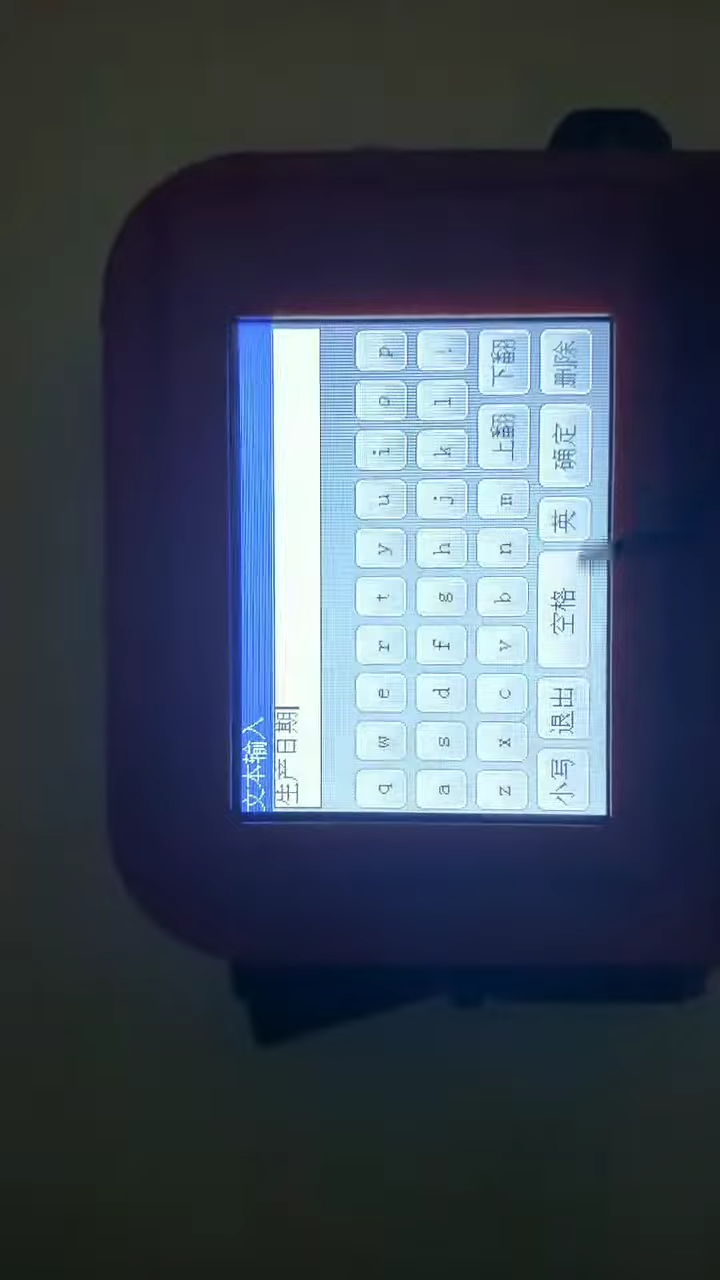 文本输入
生产日期
q w e r t y u i o p
a s d f g h j k l
z x c v b n m 上翻 下翻
小写 退出 空格 英 确定 删除